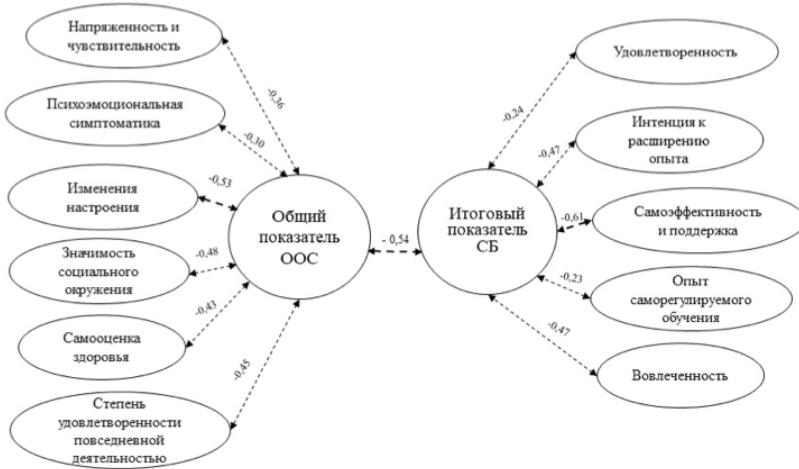 Напряженность и
чувствительность
-0,36
Психоэмоциональная
симптоматика
-0,30
Изменения
настроения
-0,53
Значимость
социального
окружения
-0,48
Самооценка
здоровья
-0,43
Степень
удовлетворенности
повседневной
деятельностью
-0,45
Общий
показатель
ООС
- 0,54
Итоговый
показатель
СБ
Удовлетворенность
-0,24
Интенция к
расширению
опыта
-0,47
Самоэффективность
и поддержка
-0,61
Опыт
саморегулируемого
обучения
-0,23
Вовлеченность
-0,47